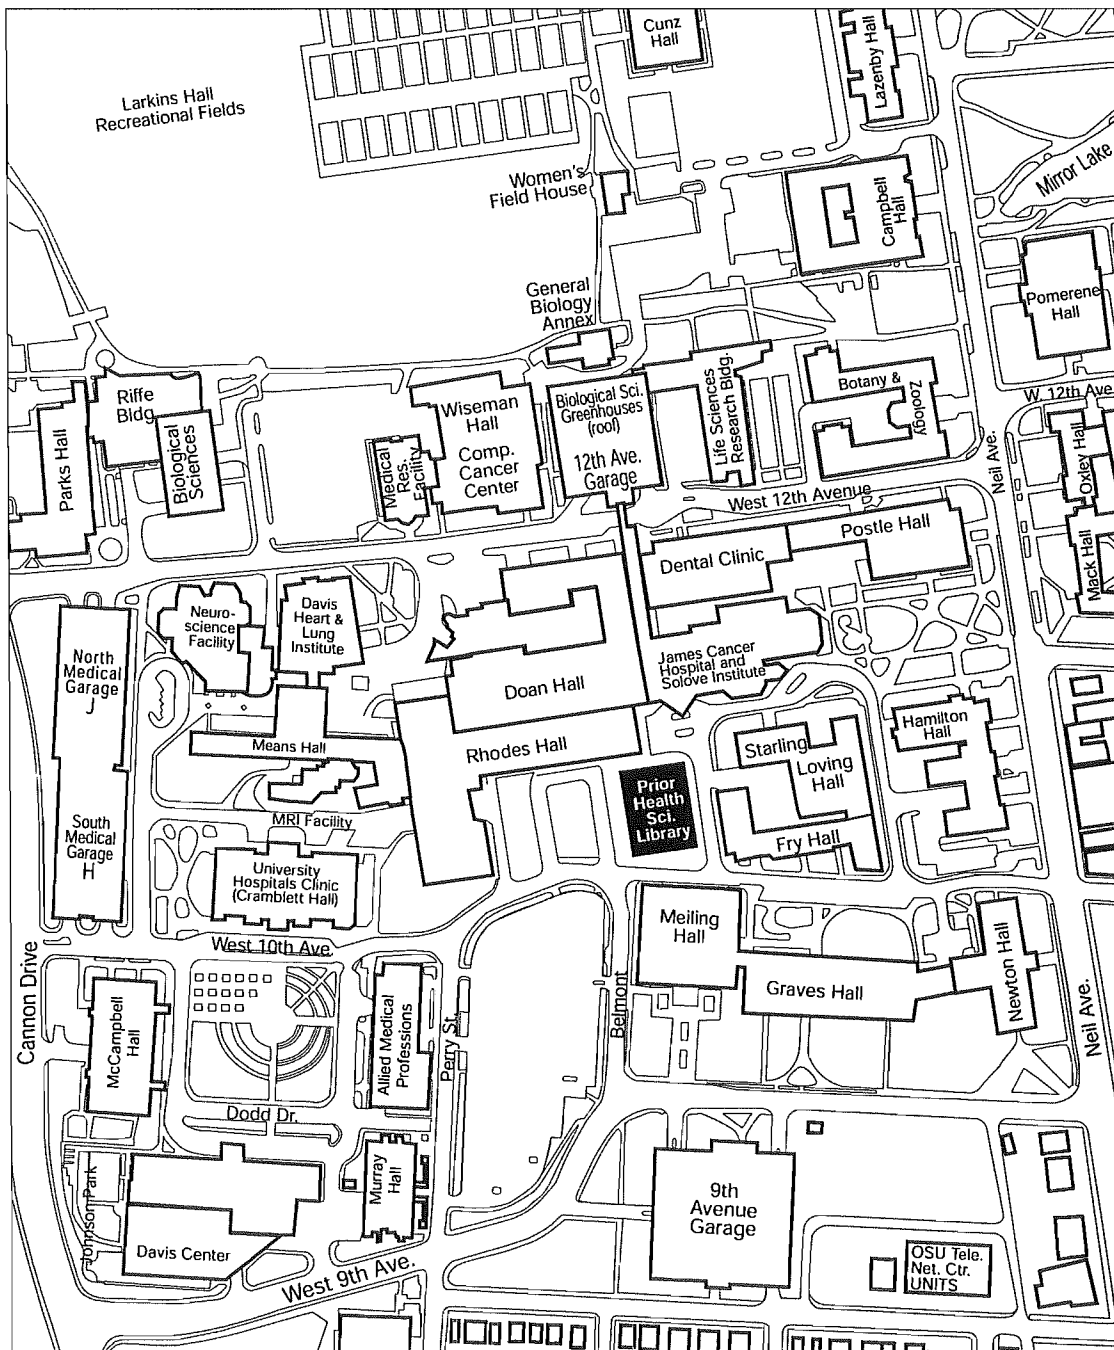 Cunz
Hall
Lazenby Hall
Larkins Hall
Recreational Fields
Women's
Field House
Mirror Lake
Campbell
Hall
General
Biology
Annex
Pomerene
Hall
Riffe
Bldg.
Parks Hall
Biological
Sciences
Wiseman
Hall
Comp.
Cancer
Center
Medical
Res.
Facility
Biological Sci.
Greenhouses
(roof)
12th Ave.
Garage
Life Sciences
Research Bldg.
Botany &
Zoology
W. 12th Ave.
Neil Ave.
Oxley Hall
Mack Hall
West 12th Avenue
Postle Hall
Dental Clinic
Neuro-
science
Facility
Davis
Heart &
Lung
Institute
James Cancer
Hospital and
Solove Institute
North
Medical
Garage
J
Doan Hall
Means Hall
Rhodes Hall
Starling
Loving
Hall
Hamilton
Hall
Prior
Health
Sci.
Library
MRI Facility
Fry Hall
South
Medical
Garage
H
University
Hospitals Clinic
(Cramblett Hall)
Meiling
Hall
West 10th Ave.
Cannon Drive
Graves Hall
Newton Hall
Belmont
Neil Ave.
McCampbell
Hall
Allied Medical
Professions
Perry St.
Dodd Dr.
Johnson Park
Murray
Hall
9th
Avenue
Garage
Davis Center
West 9th Ave.
OSU Tele.
Net. Ctr.
UNITS